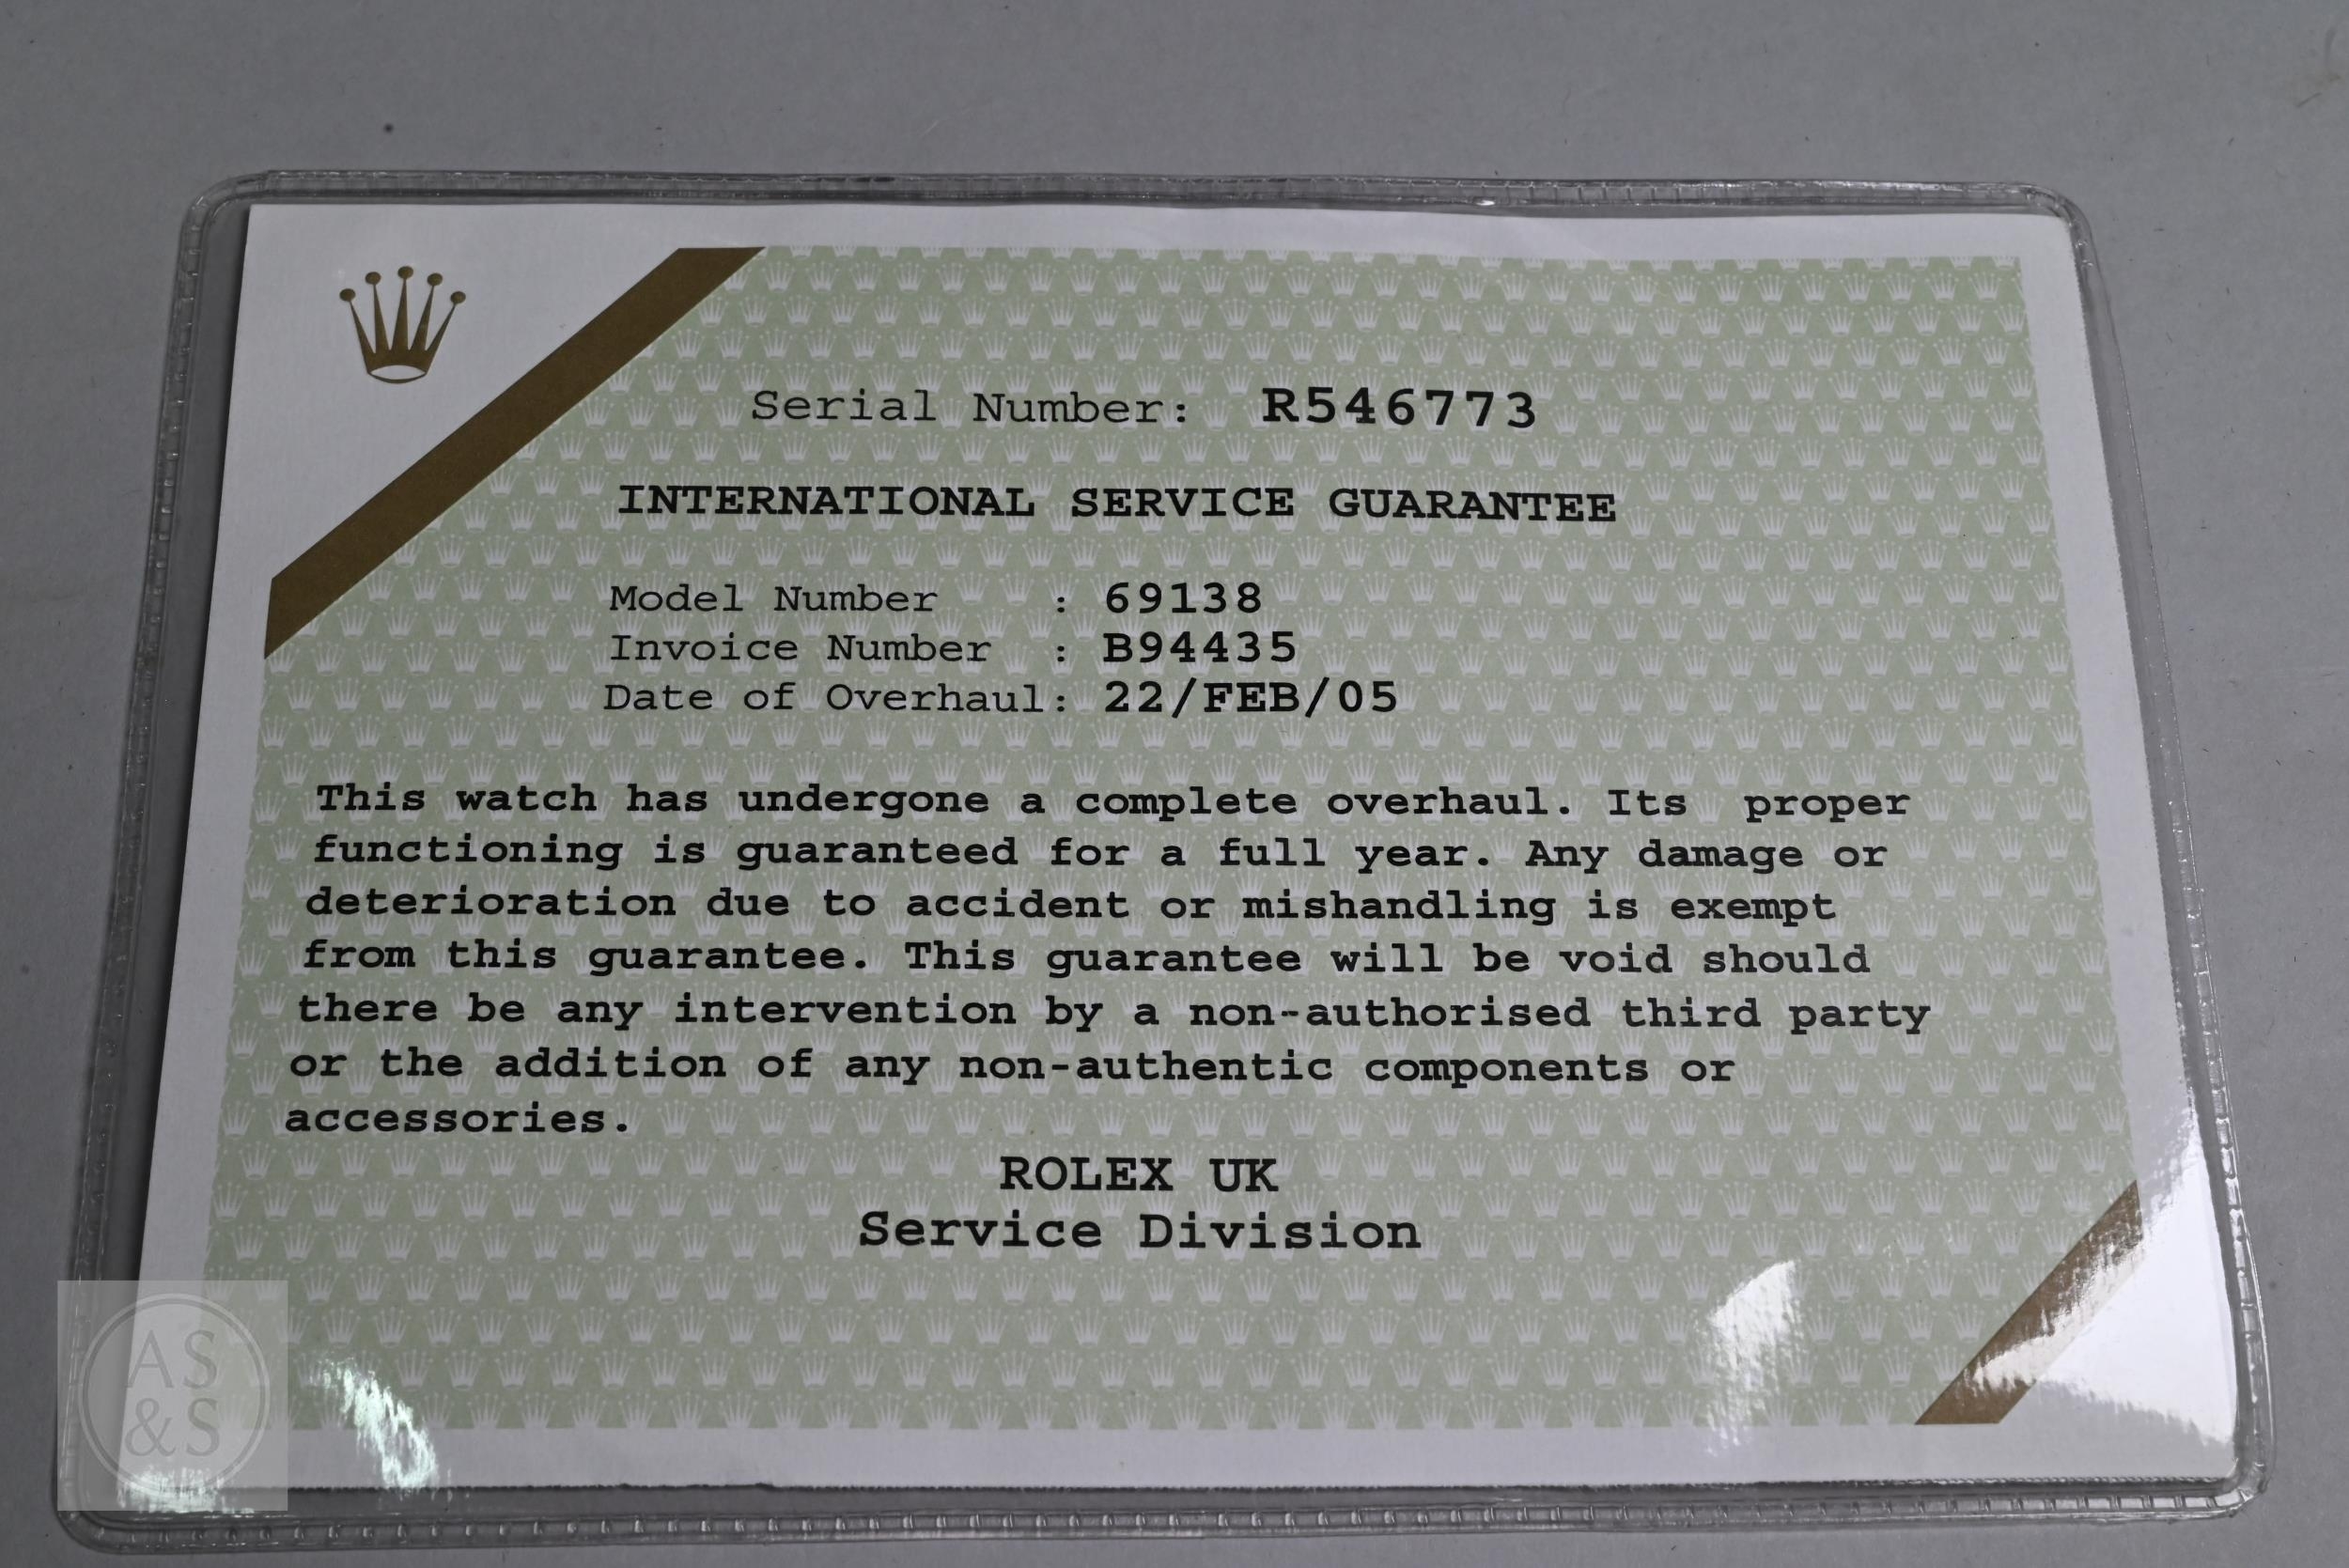 Serial Number: R546773
INTERNATIONAL SERVICE GUARANTEE
Model Number : 69138
Invoice Number : B94435
Date of Overhaul: 22/FEB/05
This watch has undergone a complete overhaul. Its proper
functioning is guaranteed for a full year. Any damage or
deterioration due to accident or mishandling is exempt
from this guarantee. This guarantee will be void should
there be any intervention by a non-authorised third party
or the addition of any non-authentic components or
accessories.
ROLEX UK
Service Division
AS
&S